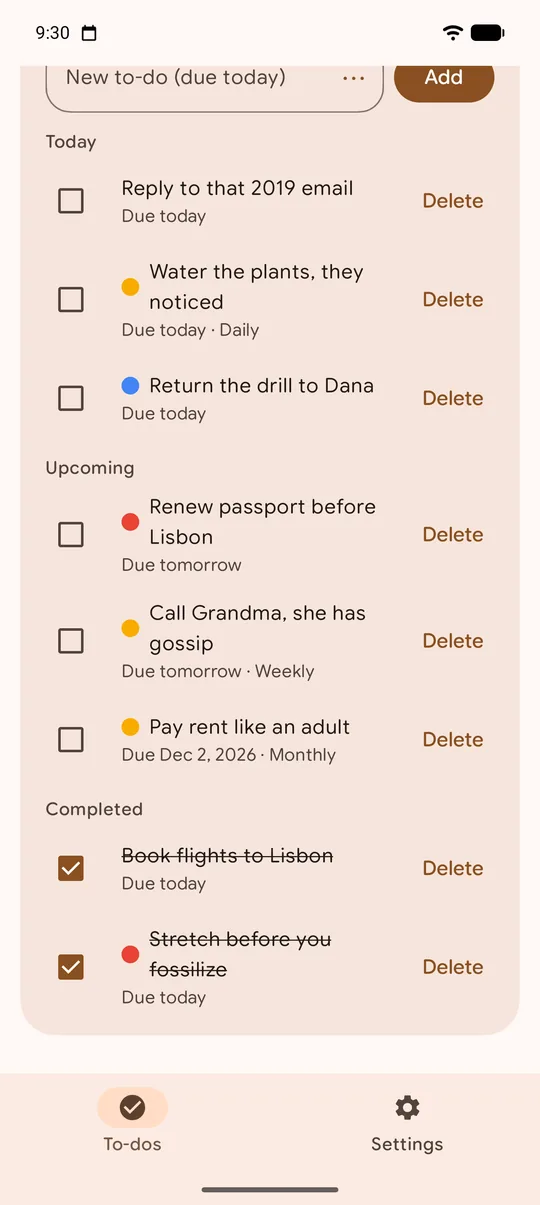 9:30
New to-do (due today)
Add
Today
Reply to that 2019 email
Due today
Delete
Water the plants, they
noticed
Due today · Daily
Delete
Return the drill to Dana
Due today
Delete
Upcoming
Renew passport before
Lisbon
Due tomorrow
Delete
Call Grandma, she has
gossip
Due tomorrow · Weekly
Delete
Pay rent like an adult
Due Dec 2, 2026 · Monthly
Delete
Completed
Book flights to Lisbon
Due today
Delete
Stretch before you
fossilize
Due today
Delete
To-dos
Settings